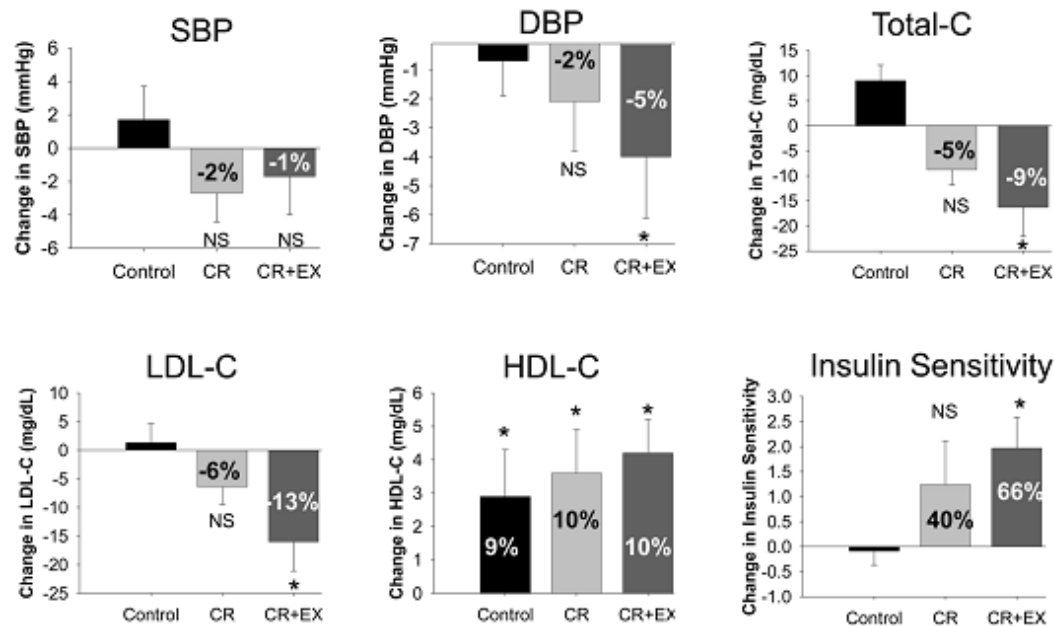 SBP
Change in SBP (mmHg)
6
4
2
0
-2
-4
-6
-2%
-1%
NS
NS
Control
CR
CR+EX
DBP
Change in DBP (mmHg)
-1
-2
-3
-4
-5
-6
-7
-2%
-5%
NS
*
Control
CR
CR+EX
Total-C
Change in Total-C (mg/dL)
15
10
5
0
-5
-10
-15
-20
-25
-5%
-9%
NS
*
Control
CR
CR+EX
LDL-C
Change in LDL-C (mg/dL)
10
5
0
-5
-10
-15
-20
-25
-6%
-13%
NS
*
Control
CR
CR+EX
HDL-C
Change in HDL-C (mg/dL)
6
5
4
3
2
1
0
*
*
*
9%
10%
10%
Control
CR
CR+EX
Insulin Sensitivity
Change in Insulin Sensitivity
3.0
2.5
2.0
1.5
1.0
0.5
0.0
-0.5
-1.0
NS
*
40%
66%
Control
CR
CR+EX